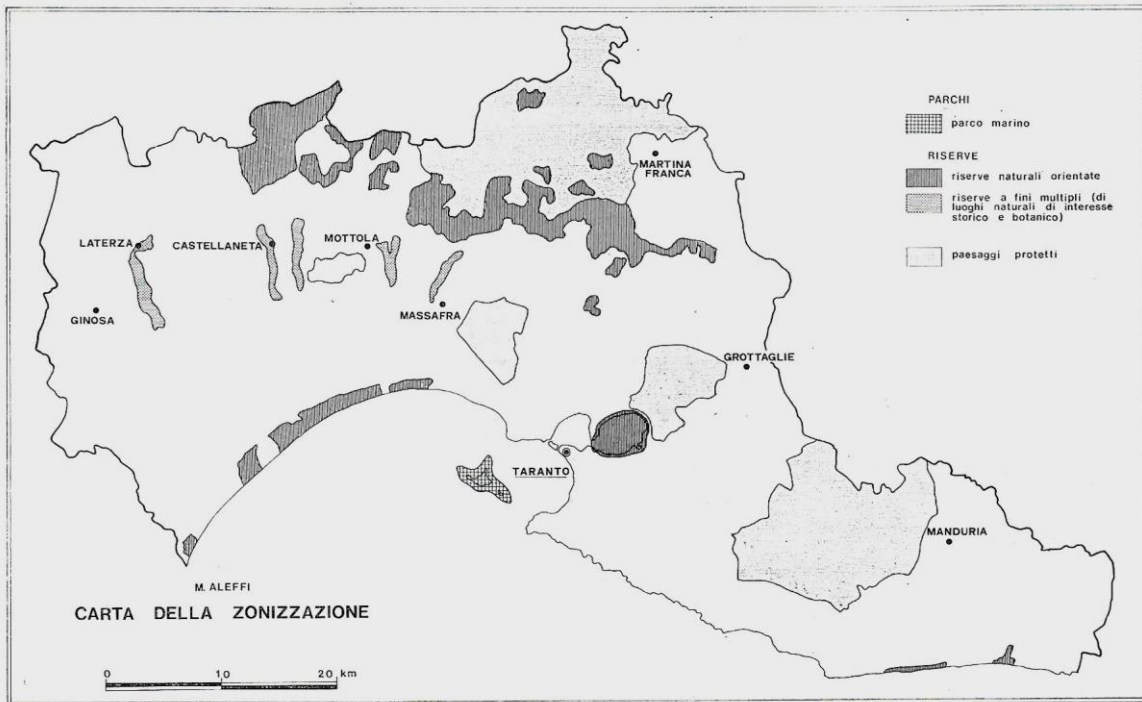 PARCHI
parco marino
RISERVE
riserve naturali orientate
riserve a fini multipli (di
luoghi naturali di interesse
storico e botanico)
paesaggi protetti
MARTINA
FRANCA
LATERZA
CASTELLANETA
MOTTOLA
GINOSA
MASSAFRA
GROTTAGLIE
TARANTO
MANDURIA
M. ALEFFI
CARTA DELLA ZONIZZAZIONE
0 10 20 km